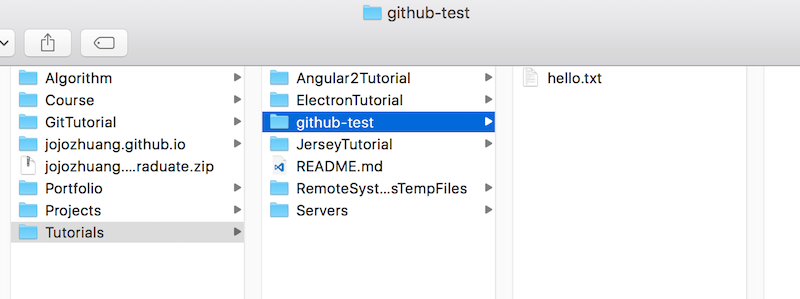 github-test
Algorithm
Course
GitTutorial
jojozhuang.github.io
jojozhuang....raduate.zip
Portfolio
Projects
Tutorials
Angular2Tutorial
ElectronTutorial
github-test
JerseyTutorial
README.md
RemoteSyst...sTempFiles
Servers
hello.txt